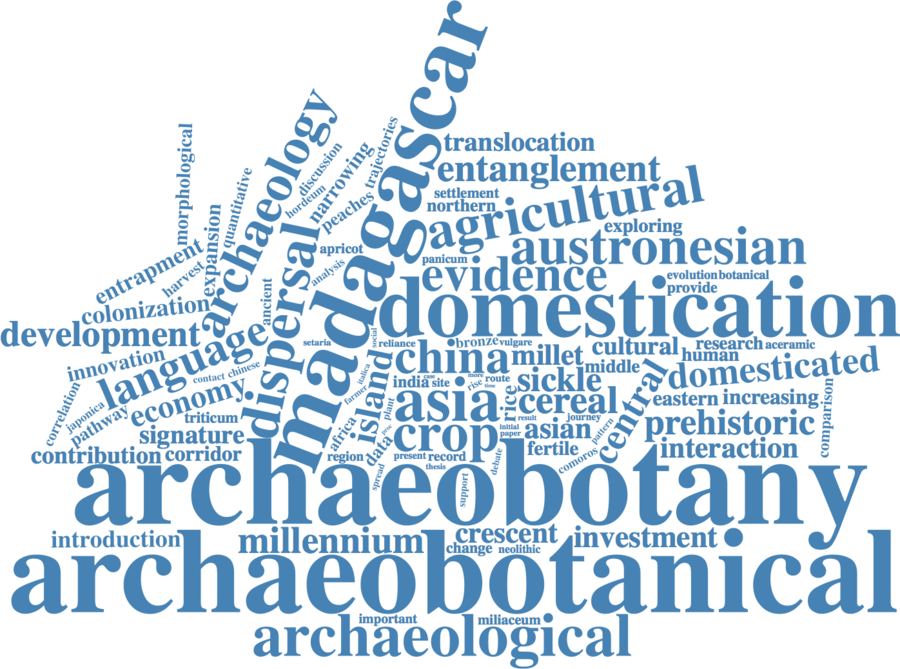 madagascar
translocation
entanglement
settlement
northern
agricultural
exploring
austronesian
panicum
evidence
evolution
botanical
provide
domestication
morphological
quantitative
archaeology
discussion
hordeum
narrowing
trajectories
peaches
apricot
analysis
dispersal
expansion
entrapment
harvest
colonization
ancient
development
language
innovation
contact
chinese
setaria
social
reliance
bronze
vulgare
china
millet
cultural
research
aceramic
middle
human
domesticated
correlation
japonica
pathway
economy
triticum
signature
contribution
corridor
italica
farmer
island
africa
region
data
plant
spread
india
case
site
more
rise
route
time
sickle
asia
rice
cereal
central
eastern
increasing
comparison
result
journey
pattern
initial
paper
asian
fertile
prehistoric
interaction
crop
present
record
thesis
debate
comoros
support
archaeobotany
introduction
millennium
crescent
change
neolithic
investment
archaeobotanical
important
miliaceum
archaeological